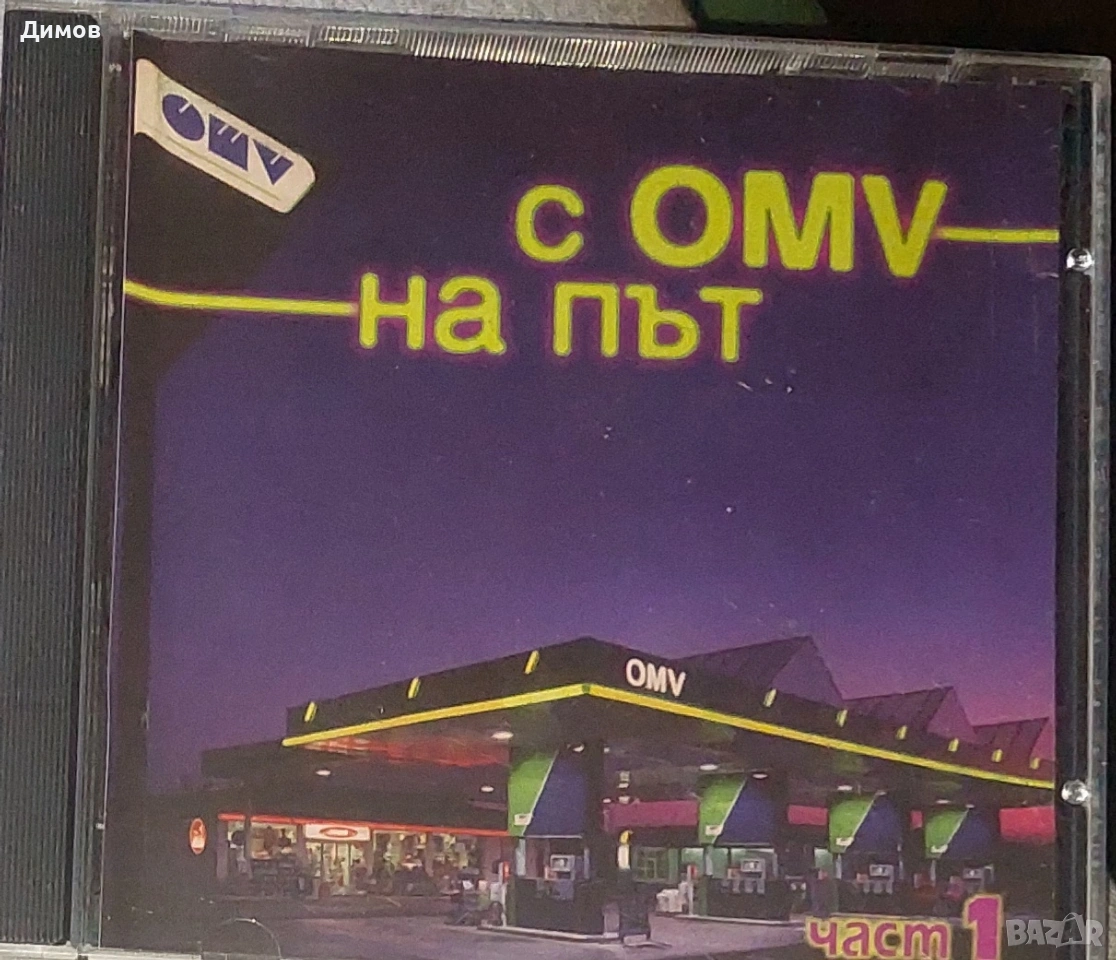 Димов
OMV
с OMV
на път
OMV
част 1
BAZAR